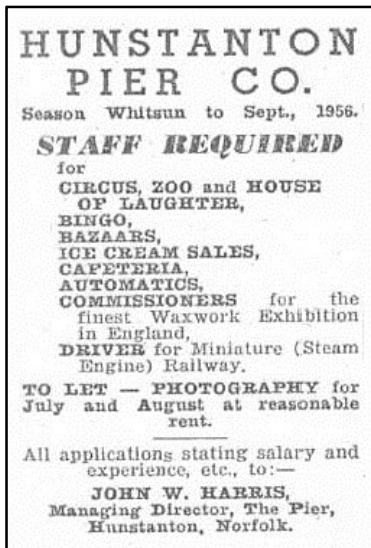 HUNSTANTON
PIER CO.
Season Whitsun to Sept., 1956.
STAFF REQUIRED
for
CIRCUS, ZOO and HOUSE
OF LAUGHTER,
BINGO,
BAZAARS,
ICE CREAM SALES,
CAFETERIA,
AUTOMATICS,
COMMISSIONERS for the
finest Waxwork Exhibition
in England,
DRIVER for Miniature (Steam
Engine) Railway.
TO LET — PHOTOGRAPHY for
July and August at reasonable
rent.
All applications stating salary and
experience, etc., to:—
JOHN W. HARRIS,
Managing Director, The Pier,
Hunstanton, Norfolk.